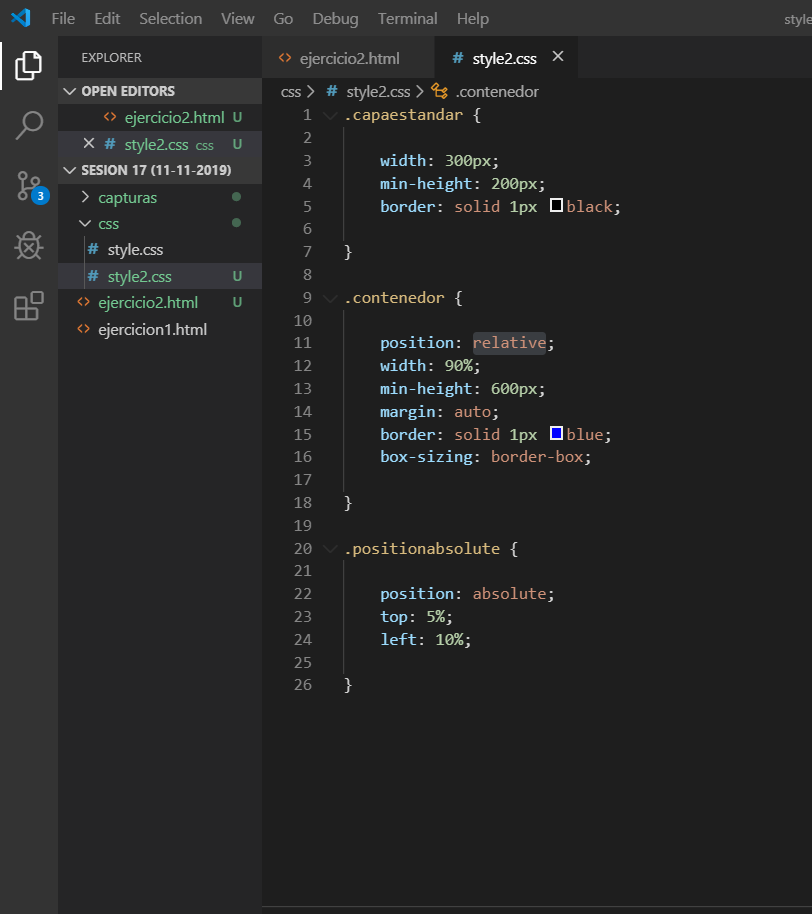 File Edit Selection View Go Debug Terminal Help style
EXPLORER
ejercicio2.html
# style2.css
OPEN EDITORS
ejercicio2.html U
# style2.css css U
SESION 17 (11-11-2019)
capturas
css
# style.css
# style2.css U
ejercicio2.html U
ejercicion1.html
3
css > # style2.css > .contenedor
1 .capaestandar {
2
3 width: 300px;
4 min-height: 200px;
5 border: solid 1px black;
6
7 }
8
9 .contenedor {
10
11 position: relative;
12 width: 90%;
13 min-height: 600px;
14 margin: auto;
15 border: solid 1px blue;
16 box-sizing: border-box;
17
18 }
19
20 .positionabsolute {
21
22 position: absolute;
23 top: 5%;
24 left: 10%;
25
26 }